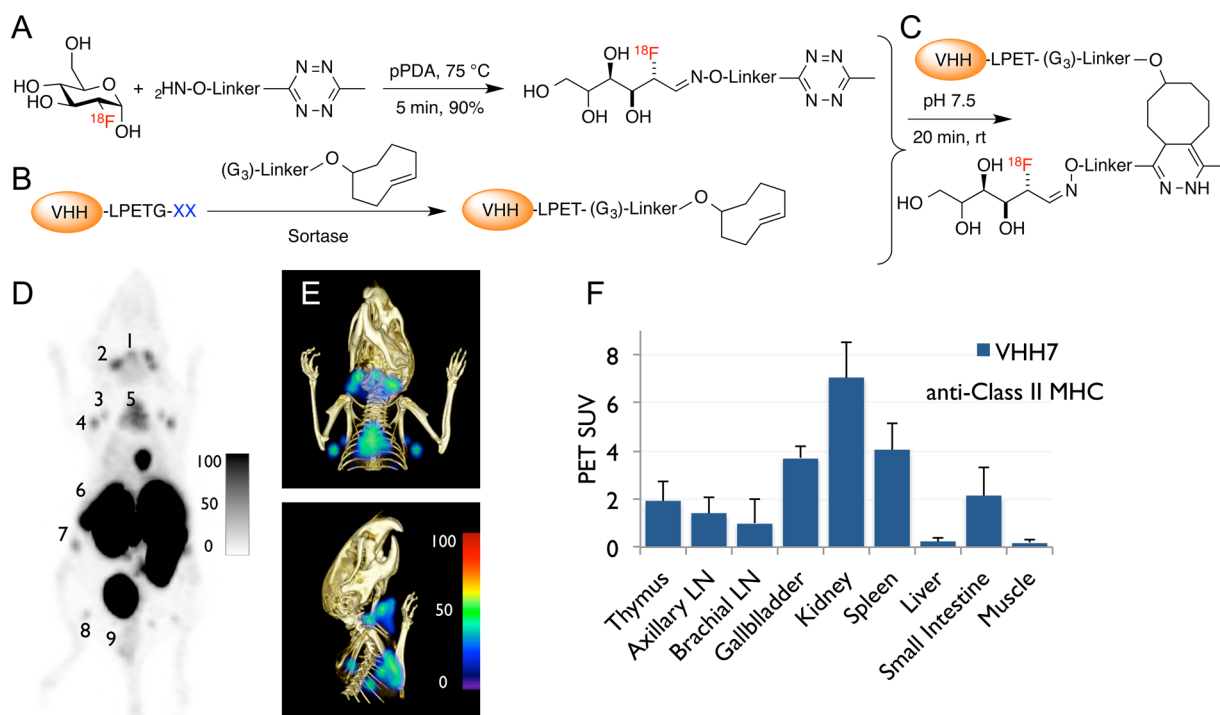 A
HO
HO
HO
O
18F
OH
+
2HN-O-Linker
N=N
N=N
pPDA, 75 °C
5 min, 90%
OH 18F
HO
OH OH
N-O-Linker
N=N
N=N
B
VHH -LPETG-XX
(G3)-Linker
O
Sortase
VHH -LPET- (G3)-Linker
O
C
pH 7.5
20 min, rt
VHH -LPET- (G3)-Linker
O
OH 18F
HO
OH OH
N
O-Linker
N-NH
D
1
2
3
5
4
6
7
8
9
100
50
0
E
100
50
0
F
PET SUV
8
6
4
2
0
VHH7
anti-Class II MHC
Thymus
Axillary LN
Brachial LN
Gallblladder
Kidney
Spleen
Liver
Small Intestine
Muscle